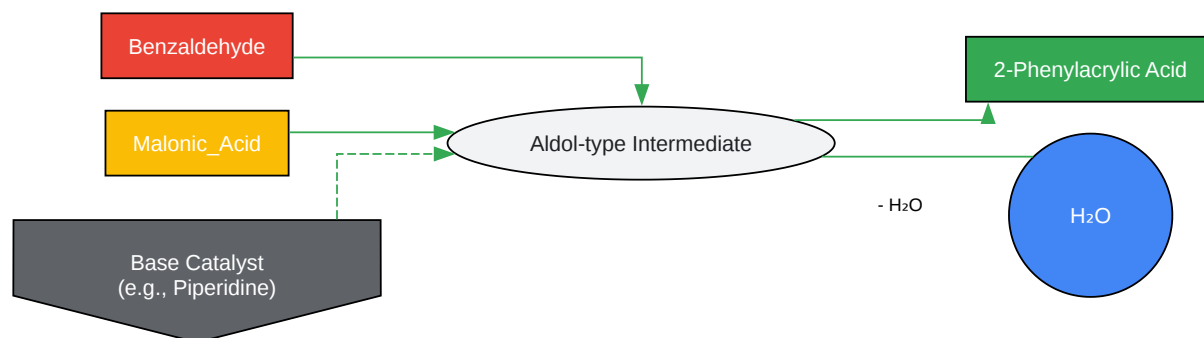 Benzaldehyde
2-Phenylacrylic Acid
Malonic_Acid
Aldol-type Intermediate
- H₂O
H₂O
Base Catalyst
(e.g., Piperidine)